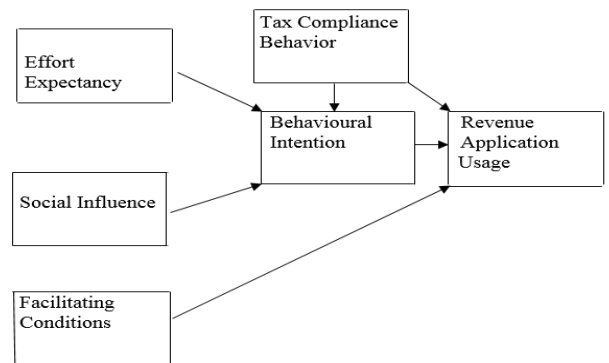 Tax Compliance
Behavior
Effort
Expectancy
Behavioural
Intention
Revenue
Application
Usage
Social Influence
Facilitating
Conditions